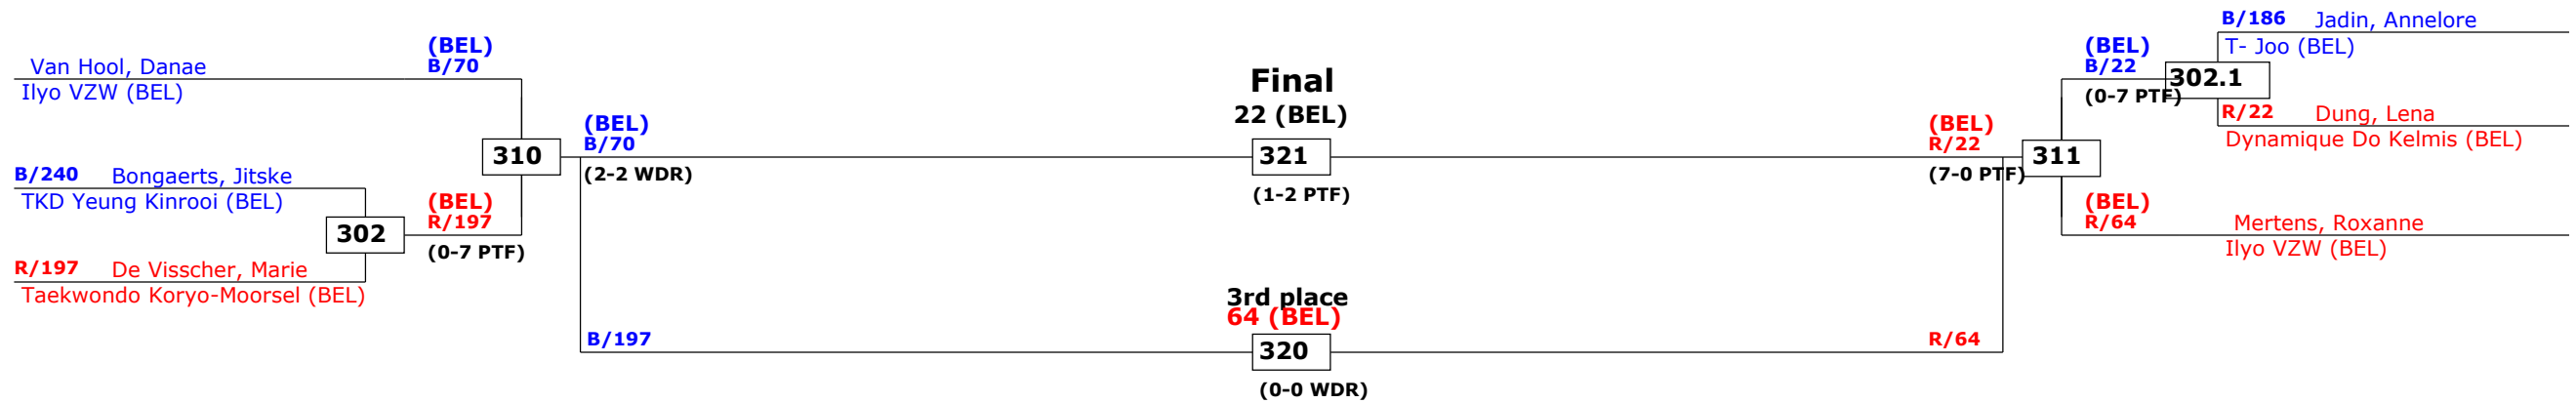 Van Hool, Danae
Ilyo VZW (BEL)
(BEL)
B/70
B/240 Bongaerts, Jitske
TKD Yeung Kinrooi (BEL)
302
R/197 De Visscher, Marie
Taekwondo Koryo-Moorsel (BEL)
(BEL)
R/197
(0-7 PTF)
310
(BEL)
B/70
(2-2 WDR)
B/197
Final
22 (BEL)
321
(1-2 PTF)
3rd place
64 (BEL)
320
(0-0 WDR)
(BEL)
R/22
(7-0 PTF)
R/64
311
(BEL)
B/22
(0-7 PTF)
302.1
B/186 Jadin, Annelore
T- Joo (BEL)
R/22 Dung, Lena
Dynamique Do Kelmis (BEL)
(BEL)
R/64
Mertens, Roxanne
Ilyo VZW (BEL)